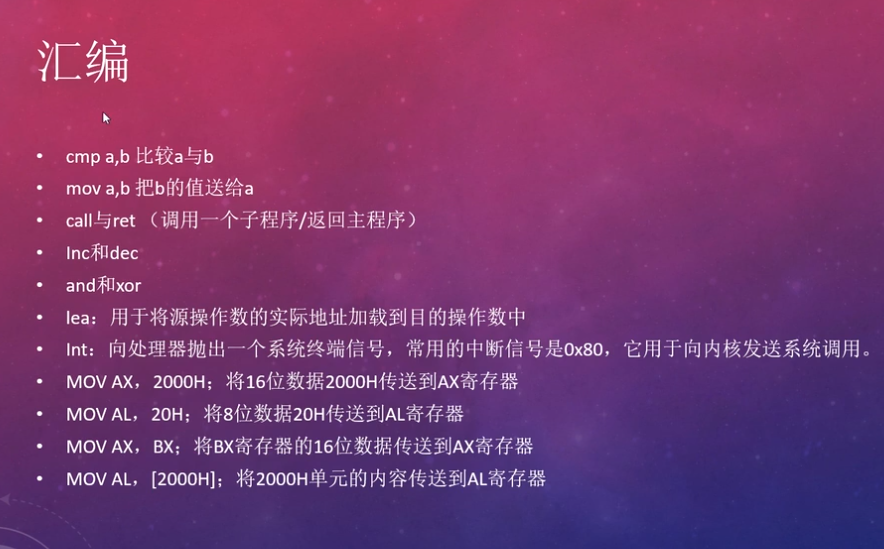 汇编
• cmp a,b 比较a与b
• mov a,b 把b的值送给a
• call与ret （调用一个子程序/返回主程序）
• Inc和dec
• and和xor
• lea：用于将源操作数的实际地址加载到目的操作数中
• Int：向处理器抛出一个系统终端信号，常用的中断信号是0x80，它用于向内核发送系统调用。
• MOV AX，2000H；将16位数据2000H传送到AX寄存器
• MOV AL，20H；将8位数据20H传送到AL寄存器
• MOV AX，BX；将BX寄存器的16位数据传送到AX寄存器
• MOV AL，[2000H]；将2000H单元的内容传送到AL寄存器